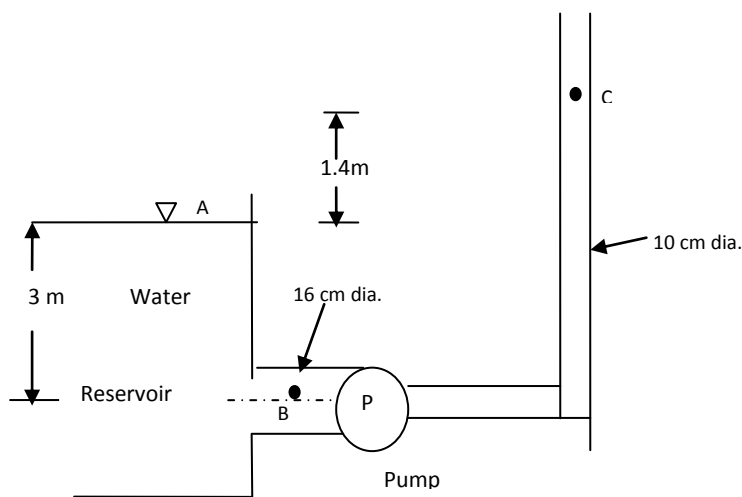 C
1.4m
A
10 cm dia.
3 m
Water
16 cm dia.
Reservoir
B
P
Pump